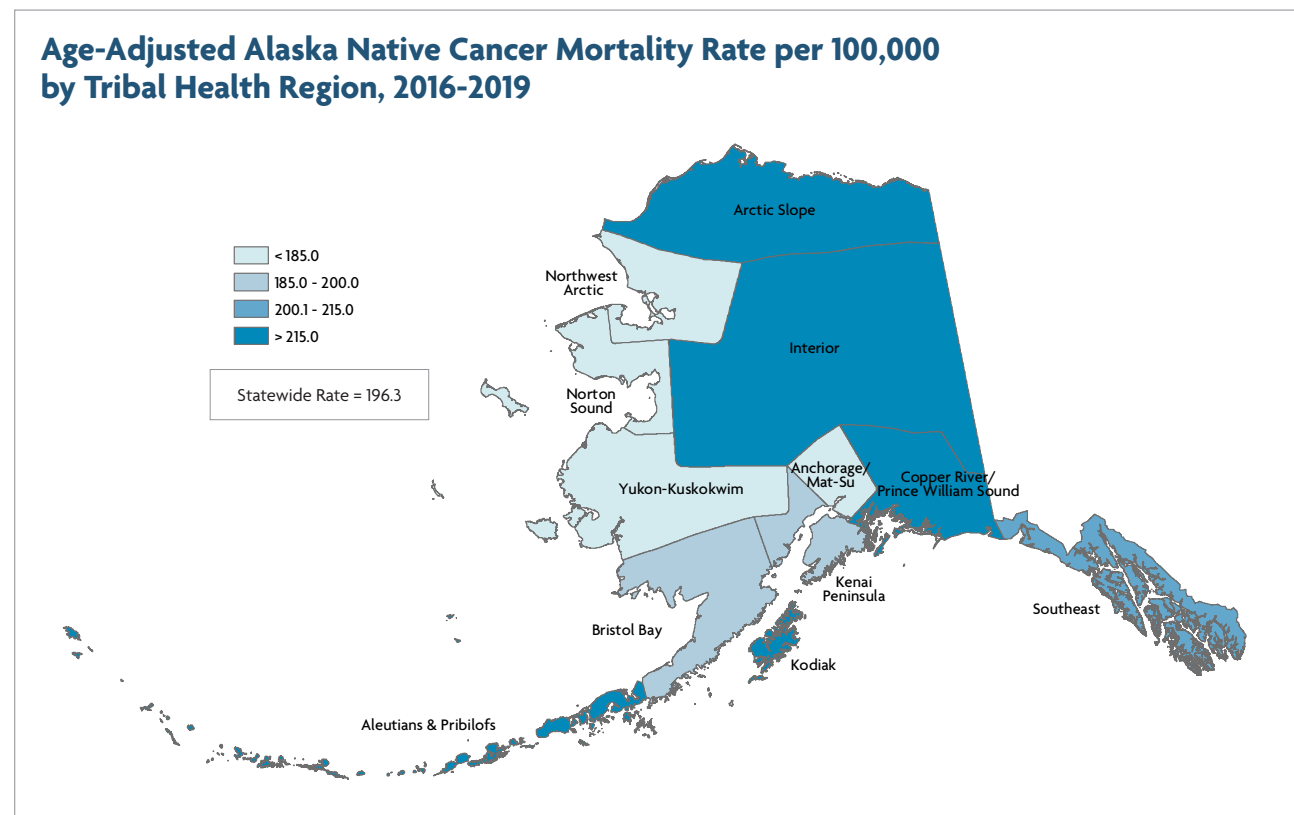 Age-Adjusted Alaska Native Cancer Mortality Rate per 100,000
by Tribal Health Region, 2016-2019
< 185.0
185.0 - 200.0
200.1 - 215.0
> 215.0
Statewide Rate = 196.3
Arctic Slope
Northwest
Arctic
Interior
Norton
Sound
Anchorage/
Mat-Su
Copper River/
Prince William Sound
Yukon-Kuskokwim
Kenai
Peninsula
Southeast
Bristol Bay
Kodiak
Aleutians & Pribilofs